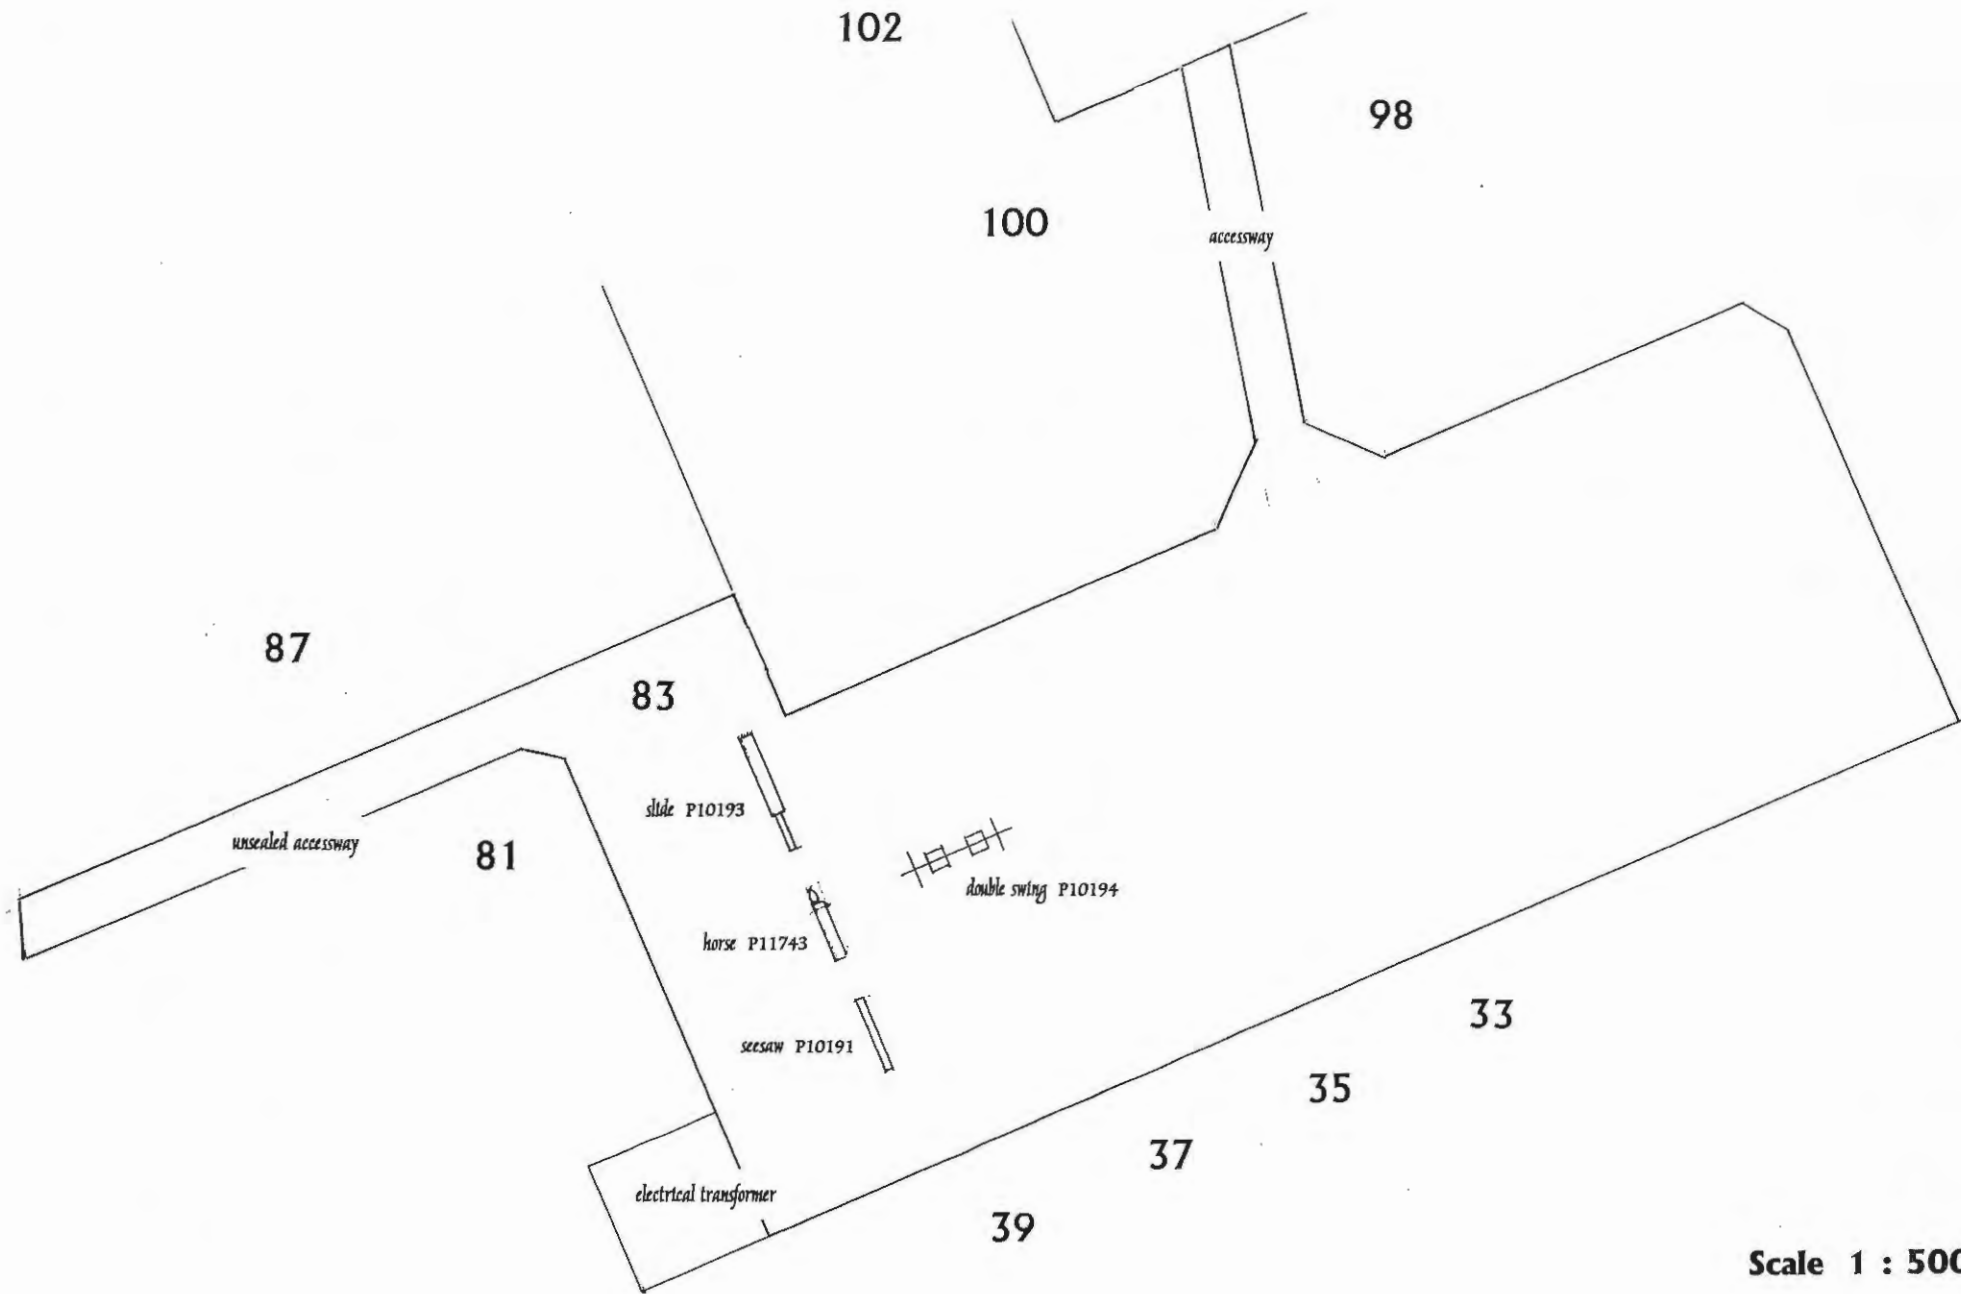 102
98
100
accessway
87
83
slide P10193
unsealed accessway
81
double swing P10194
horse P11743
seesaw P10191
33
35
37
electrical transformer
39
Scale 1 : 500